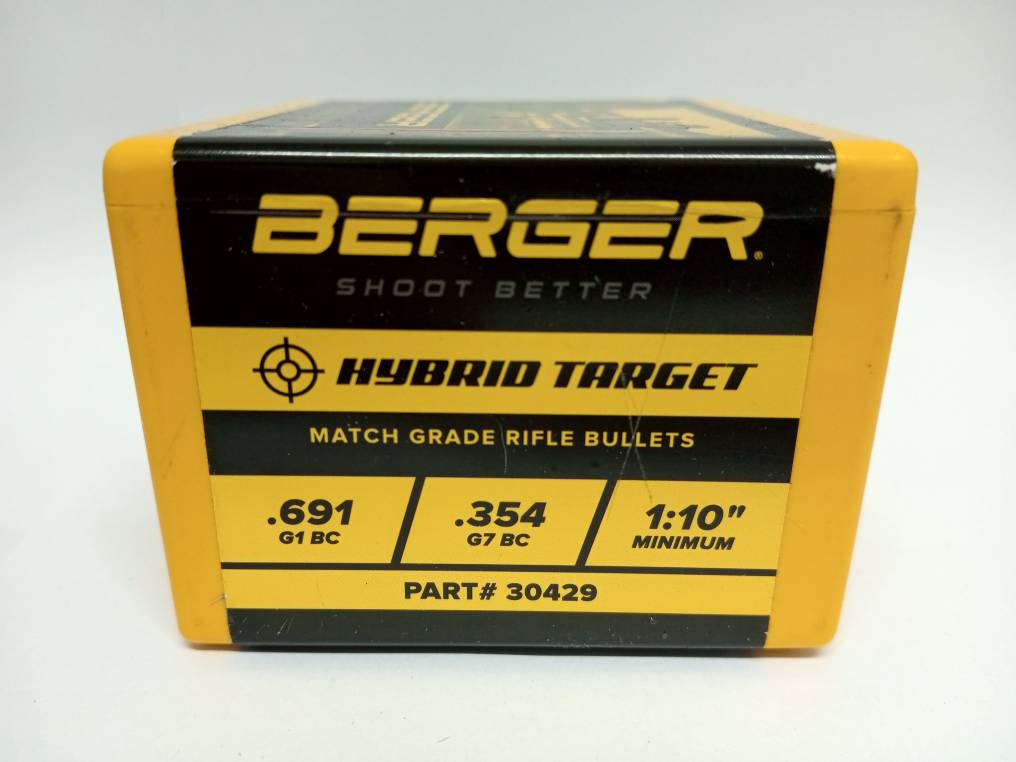 BERGER®
SHOOT BETTER
HYBRID TARGET
MATCH GRADE RIFLE BULLETS
.691 .354 1:10"
G1 BC G7 BC MINIMUM
PART# 30429